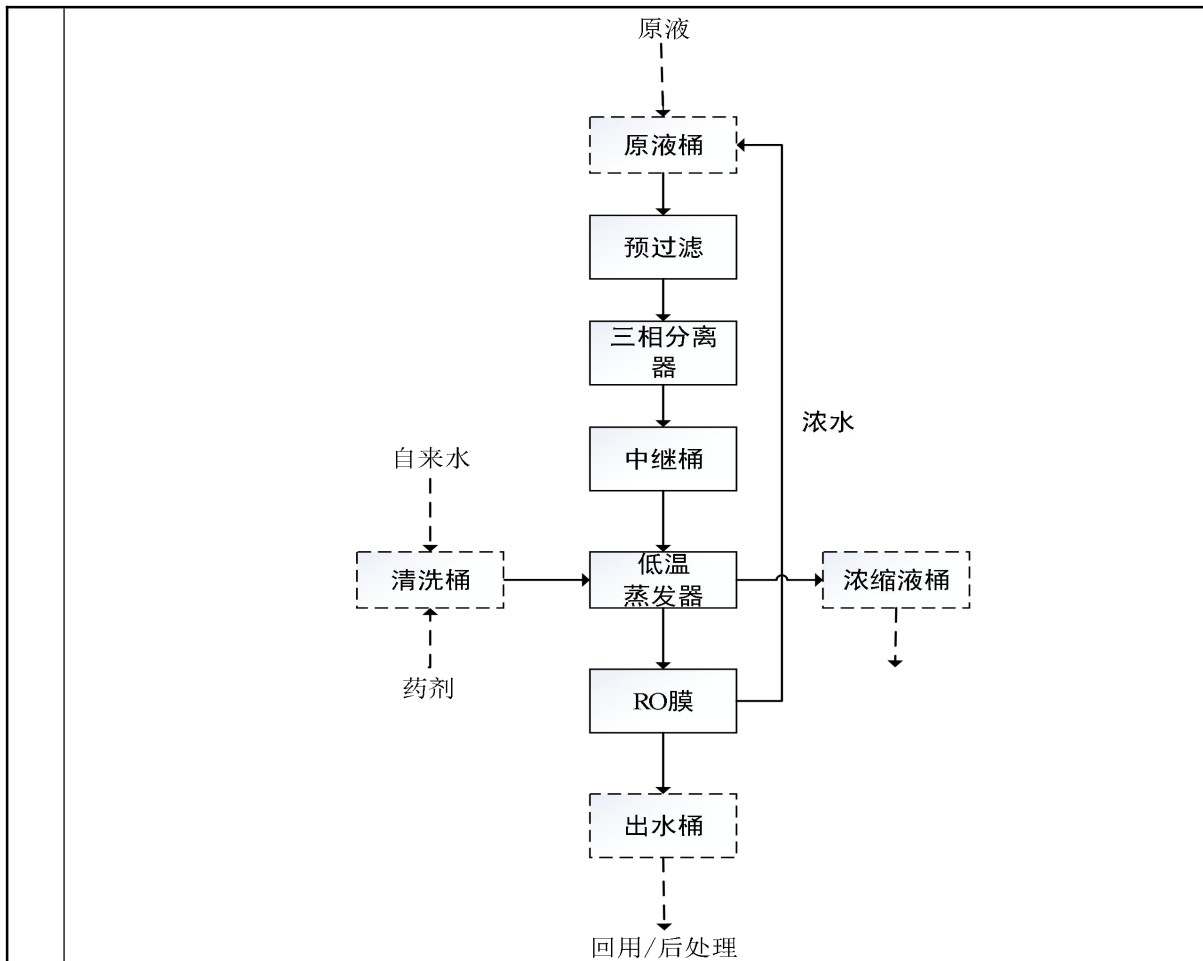 原液
原液桶
预过滤
三相分离
器
中继桶
浓水
自来水
清洗桶
低温
蒸发器
浓缩液桶
药剂
RO膜
出水桶
回用/后处理